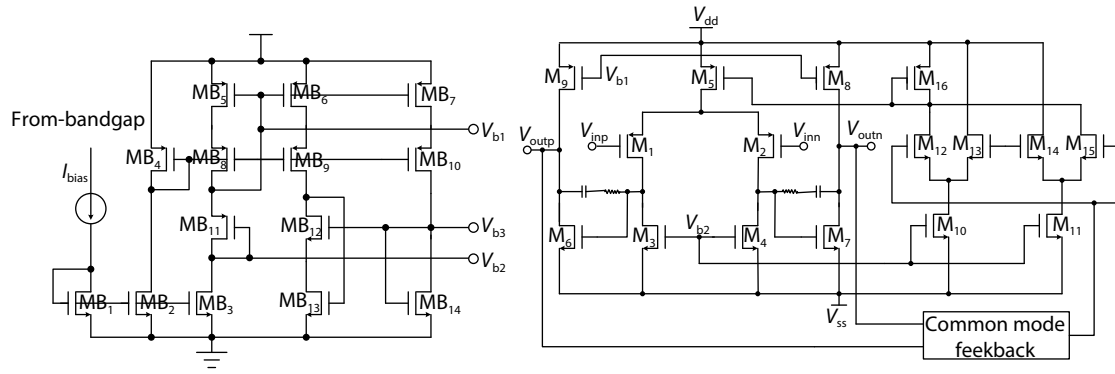 From-bandgap
I_bias
MB_1
MB_2
MB_3
MB_4
MB_5
MB_6
MB_7
MB_8
MB_9
MB_10
MB_11
MB_12
MB_13
MB_14
V_b1
V_b3
V_b2
V_dd
M_9
V_b1
M_5
M_8
M_16
V_outp
V_inp
M_1
M_2
V_inn
V_outn
M_12
M_13
M_14
M_15
M_6
M_3
V_b2
M_4
M_7
M_10
M_11
V_ss
Common mode
feekback